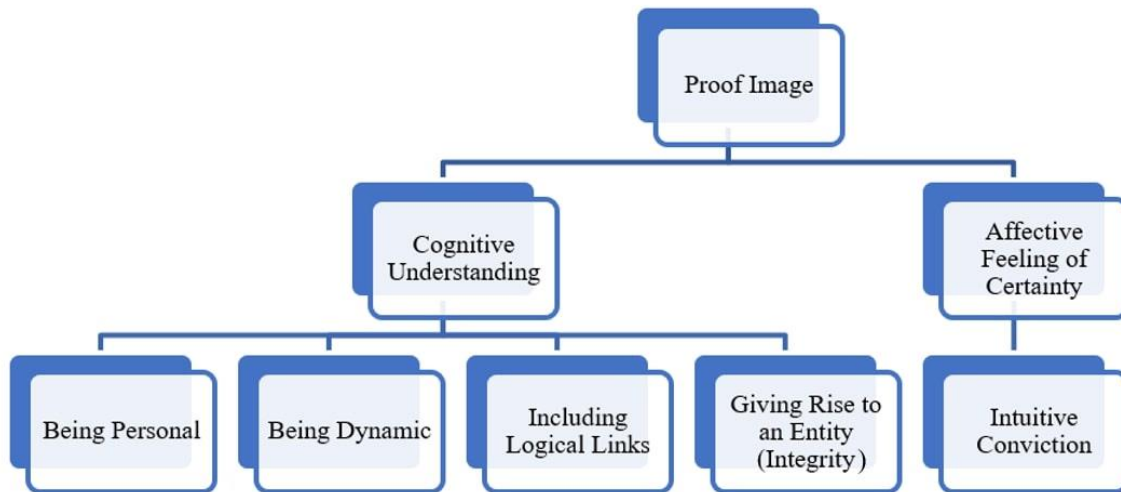 Proof Image
Cognitive
Understanding
Affective
Feeling of
Certainty
Being Personal
Being Dynamic
Including
Logical Links
Giving Rise to
an Entity
(Integrity)
Intuitive
Conviction